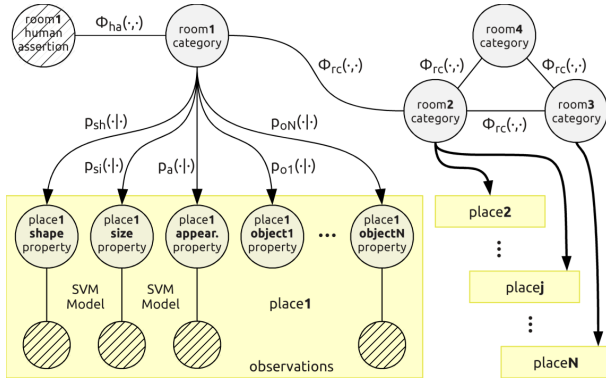 room1
human
assertion
Φha(·,·)
room1
category
Φrc(·,·)
room4
category
Φrc(·,·)
Φrc(·,·)
room2
category
Φrc(·,·)
room3
category
psh(·|·)
poN(·|·)
psi(·|·)
pa(·|·)
po1(·|·)
place1
shape
property
place1
size
property
place1
appear.
property
place1
object1
property
...
place1
objectN
property
SVM
Model
SVM
Model
place1
observations
place2
placej
placeN